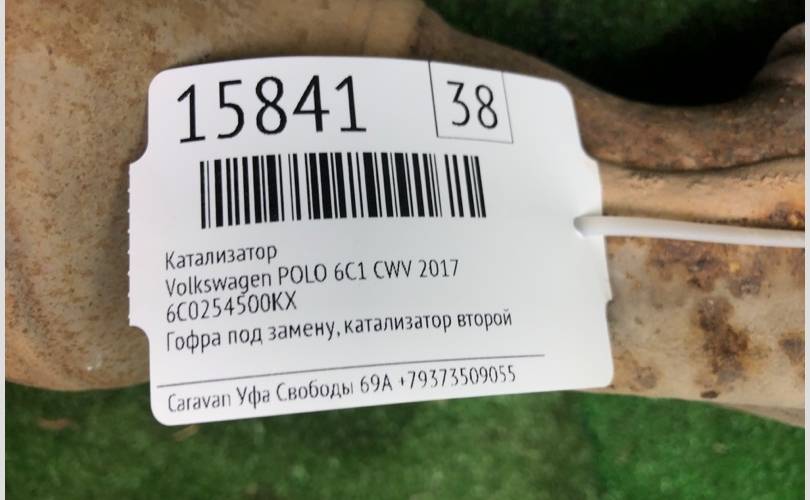 15841
38
Катализатор
Volkswagen POLO 6C1 CWV 2017
6C0254500KX
Гофра под замену, катализатор второй
Caravan Уфа Свободы 69А +79373509055